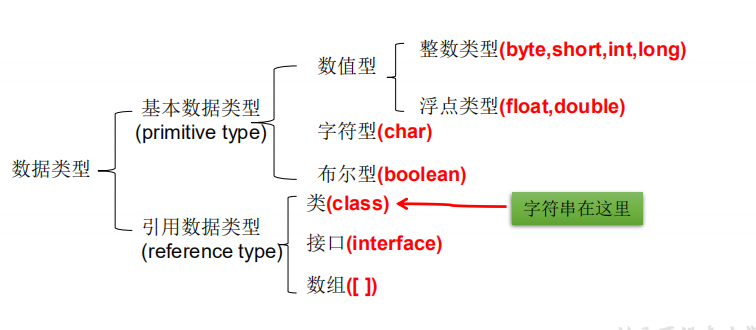 整数类型(byte,short,int,long)
数值型
浮点类型(float,double)
基本数据类型
(primitive type)
字符型(char)
布尔型(boolean)
数据类型
类(class)
字符串在这里
引用数据类型
(reference type)
接口(interface)
数组([ ])